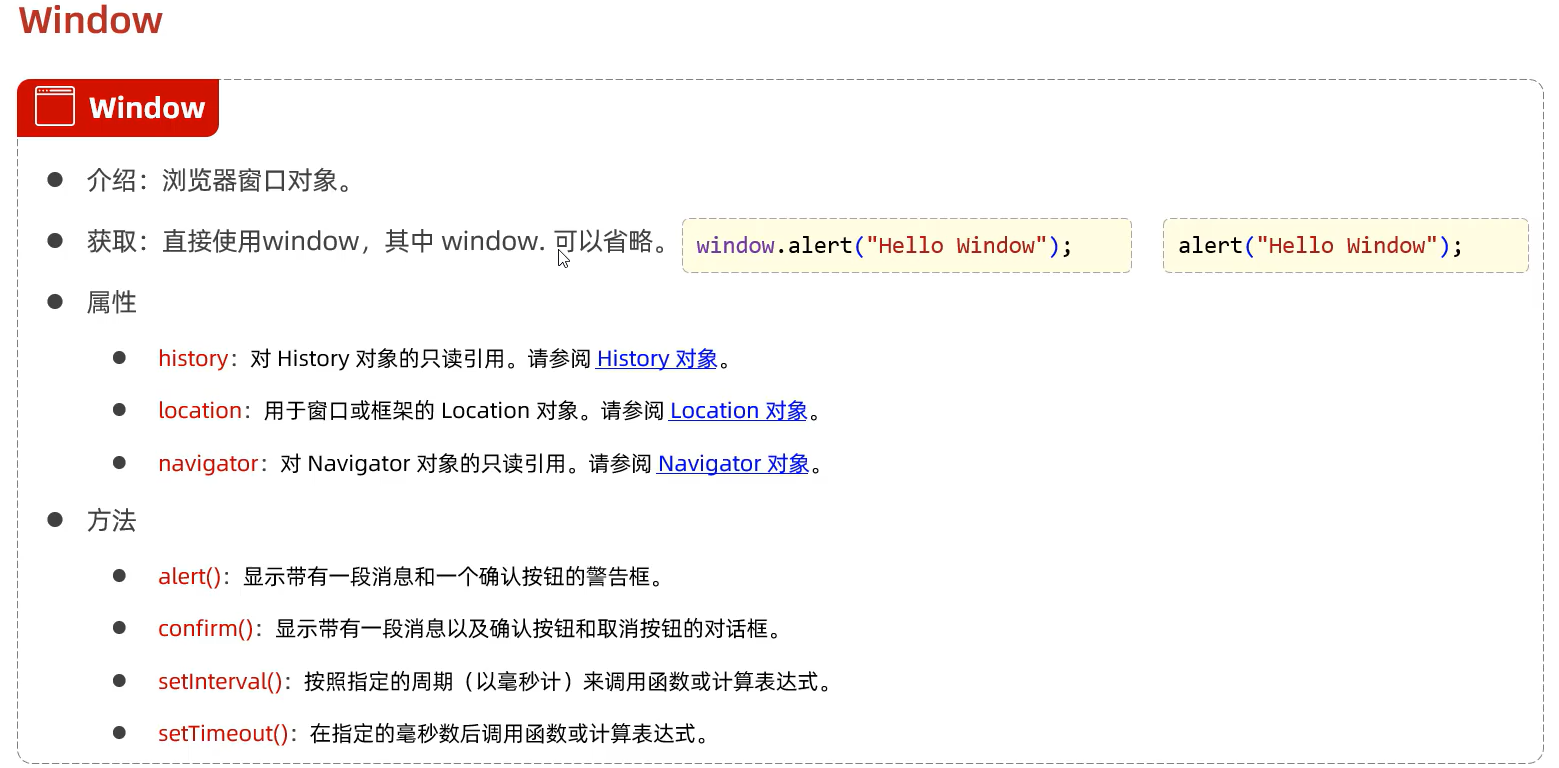 Window
Window
介绍：浏览器窗口对象。
获取：直接使用window，其中 window. 可以省略。 window.alert("Hello Window"); alert("Hello Window");
属性
history：对 History 对象的只读引用。请参阅 History 对象。
location：用于窗口或框架的 Location 对象。请参阅 Location 对象。
navigator：对 Navigator 对象的只读引用。请参阅 Navigator 对象。
方法
alert()：显示带有一段消息和一个确认按钮的警告框。
confirm()：显示带有一段消息以及确认按钮和取消按钮的对话框。
setInterval()：按照指定的周期（以毫秒计）来调用函数或计算表达式。
setTimeout()：在指定的毫秒数后调用函数或计算表达式。